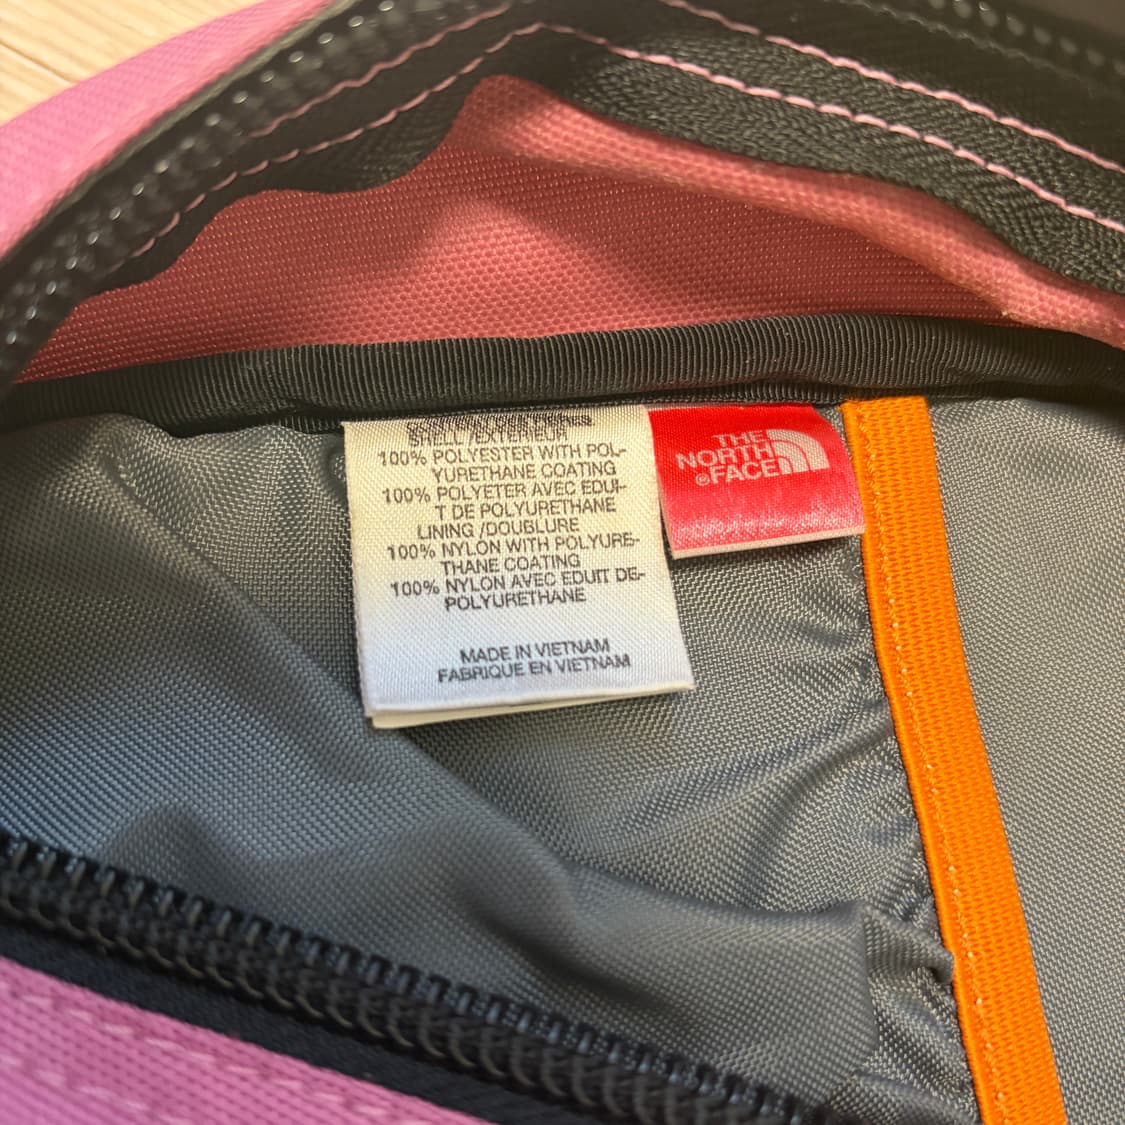 SHELL /EXTERIEUR
100% POLYESTER WITH POL-
YURETHANE COATING
100% POLYETER AVEC EDUI-
T DE POLYURETHANE
LINING /DOUBLURE
100% NYLON WITH POLYURE-
THANE COATING
100% NYLON AVEC EDUIT DE-
POLYURETHANE
MADE IN VIETNAM
FABRIQUE EN VIETNAM
THE
NORTH
®FACE